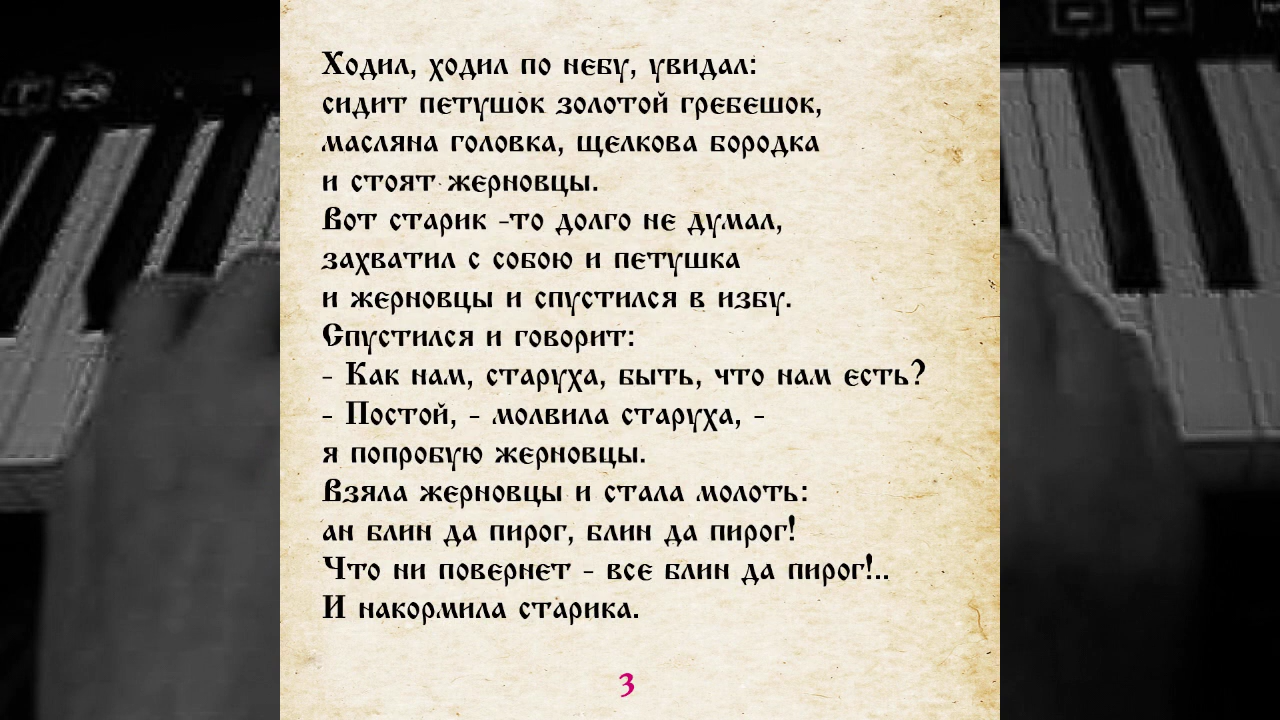 Ходил, ходил по небу, увидал:
сидит петушок золотой гребешок,
масляна головка, щелкова бородка
и стоят жерновцы.
Вот старик -то долго не думал,
захватил с собою и петушка
и жерновцы и спустился в избу.
Спустился и говорит:
- Как нам, старуха, быть, что нам есть?
- Постой, - молвила старуха, -
я попробую жерновцы.
Взяла жерновцы и стала молоть:
ан блин да пирог, блин да пирог!
Что ни повернет - все блин да пирог!..
И накормила старика.
3